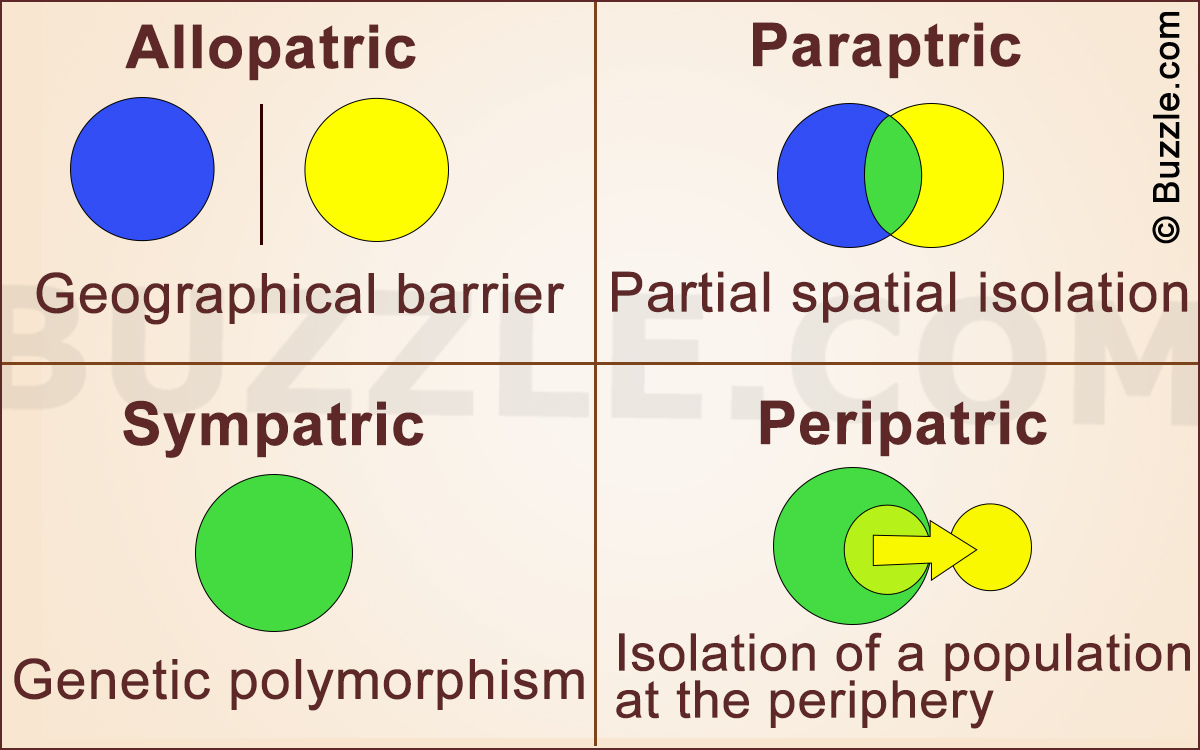 Allopatric
Geographical barrier
Paraptric
Partial spatial isolation
© Buzzle.com
Sympatric
Genetic polymorphism
Peripatric
Isolation of a population
at the periphery
BUZZLE.COM